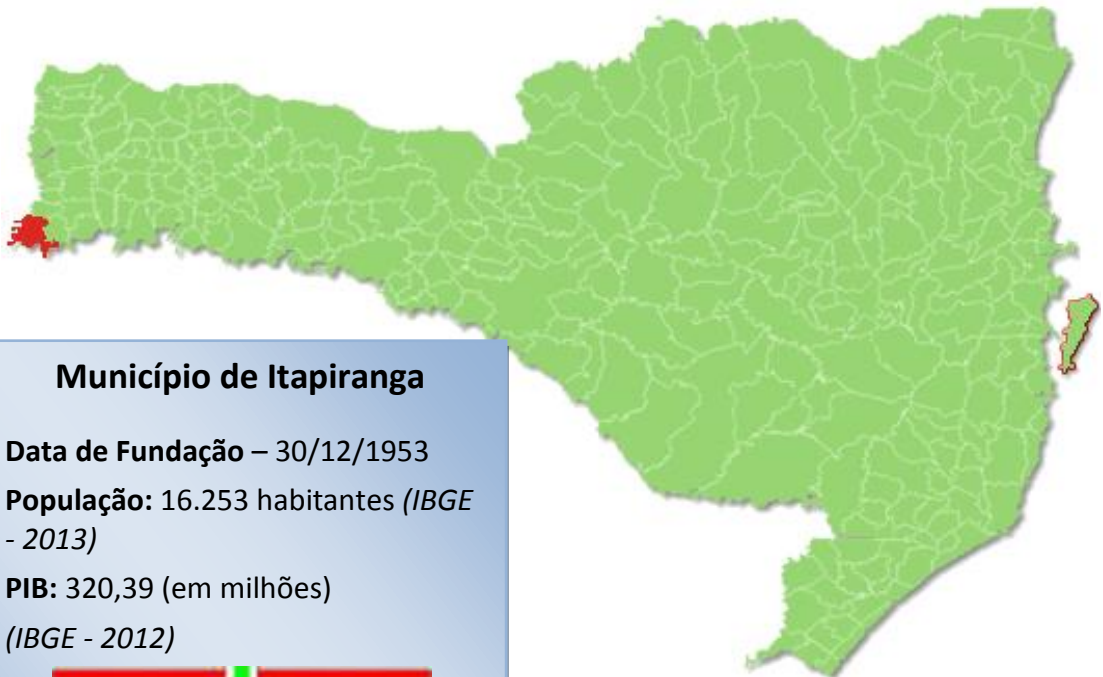 Município de Itapiranga
Data de Fundação – 30/12/1953
População: 16.253 habitantes (IBGE
- 2013)
PIB: 320,39 (em milhões)
(IBGE - 2012)